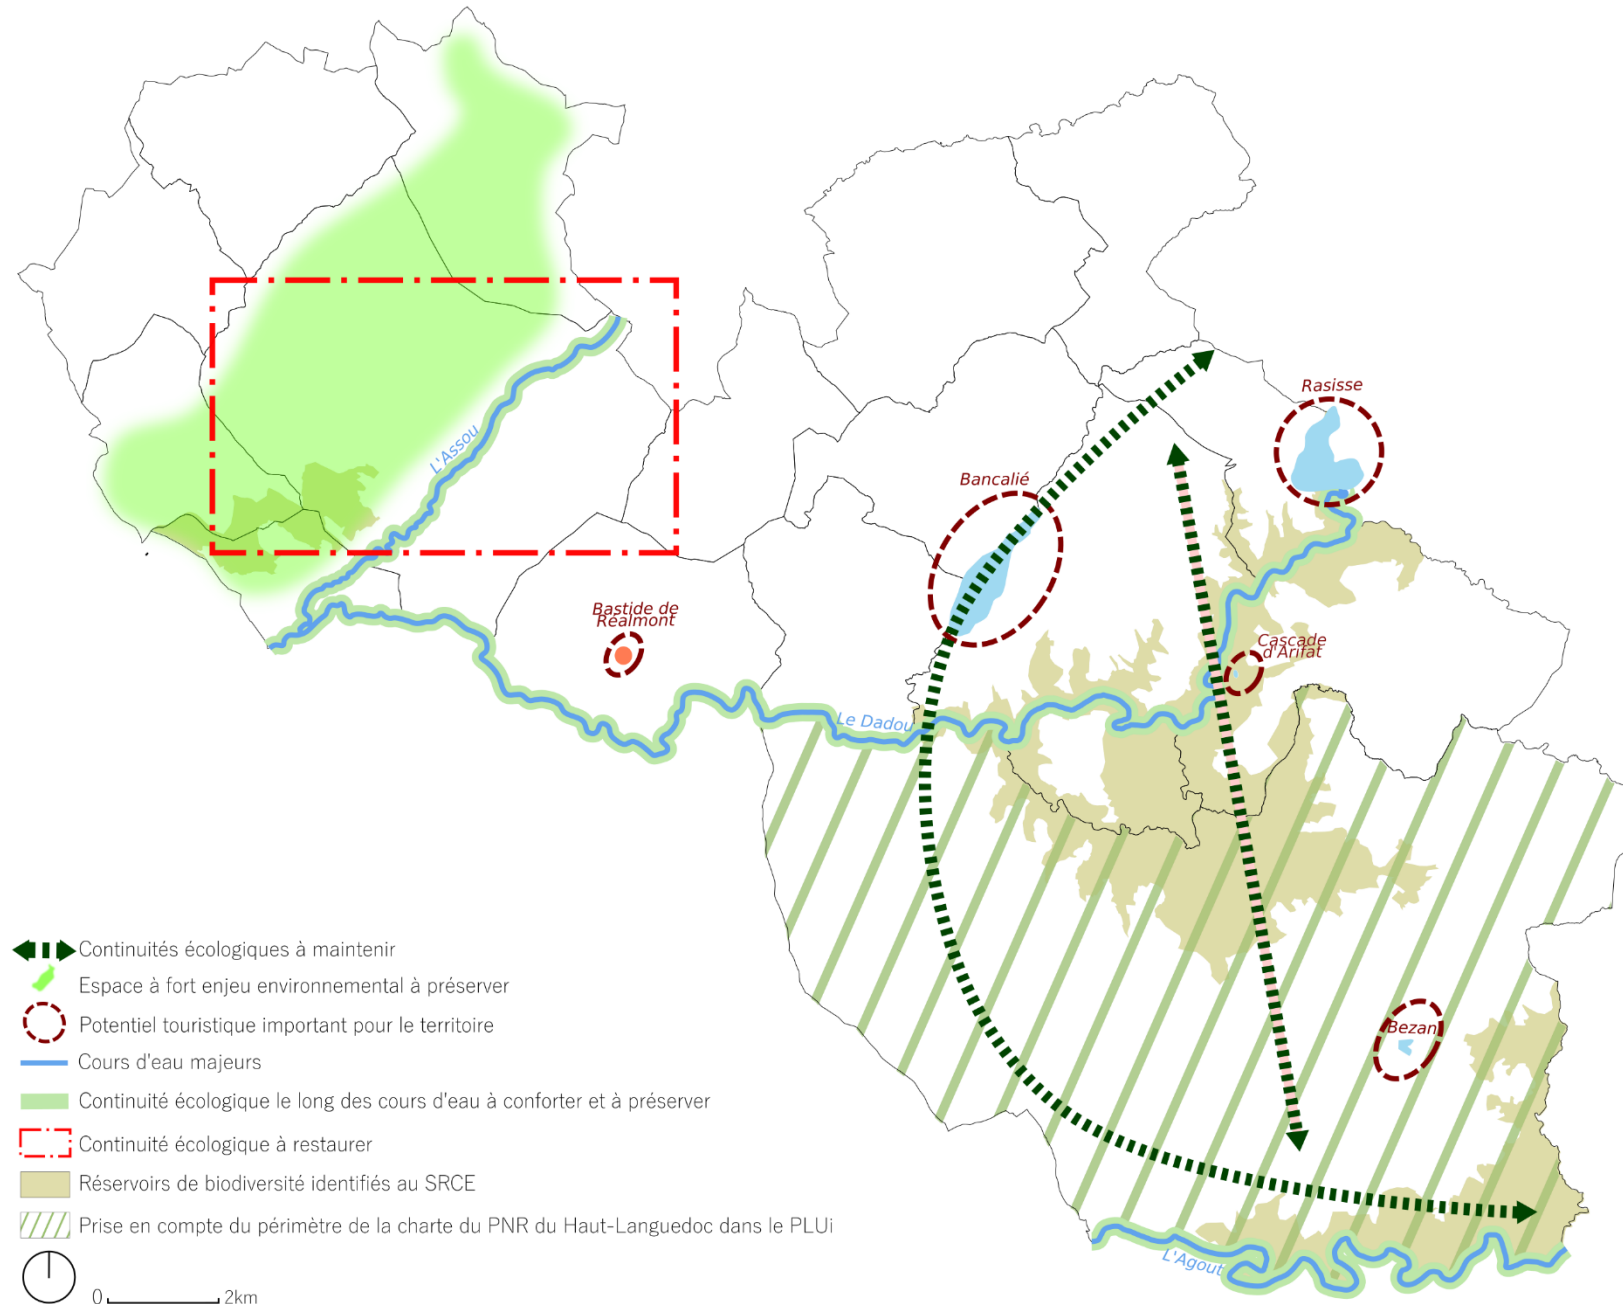 Rasisse
L'Assou
Bancalié
Bastide de
Réalmont
Cascade
d'Arifat
Le Dadou
Continuités écologiques à maintenir
Espace à fort enjeu environnemental à préserver
Potentiel touristique important pour le territoire
Bezan
Cours d'eau majeurs
Continuité écologique le long des cours d'eau à conforter et à préserver
Continuité écologique à restaurer
Réservoirs de biodiversité identifiés au SRCE
Prise en compte du périmètre de la charte du PNR du Haut-Languedoc dans le PLUi
L'Agout
0 2km